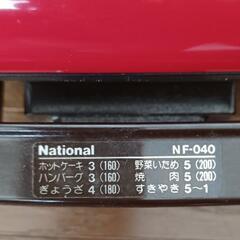 National NF-040
ホットケーキ 3 (160) 野菜いため 5 (200)
ハンバーグ 3 (160) 焼肉 5 (200)
ぎょうざ 4 (180) すきやき 5〜1